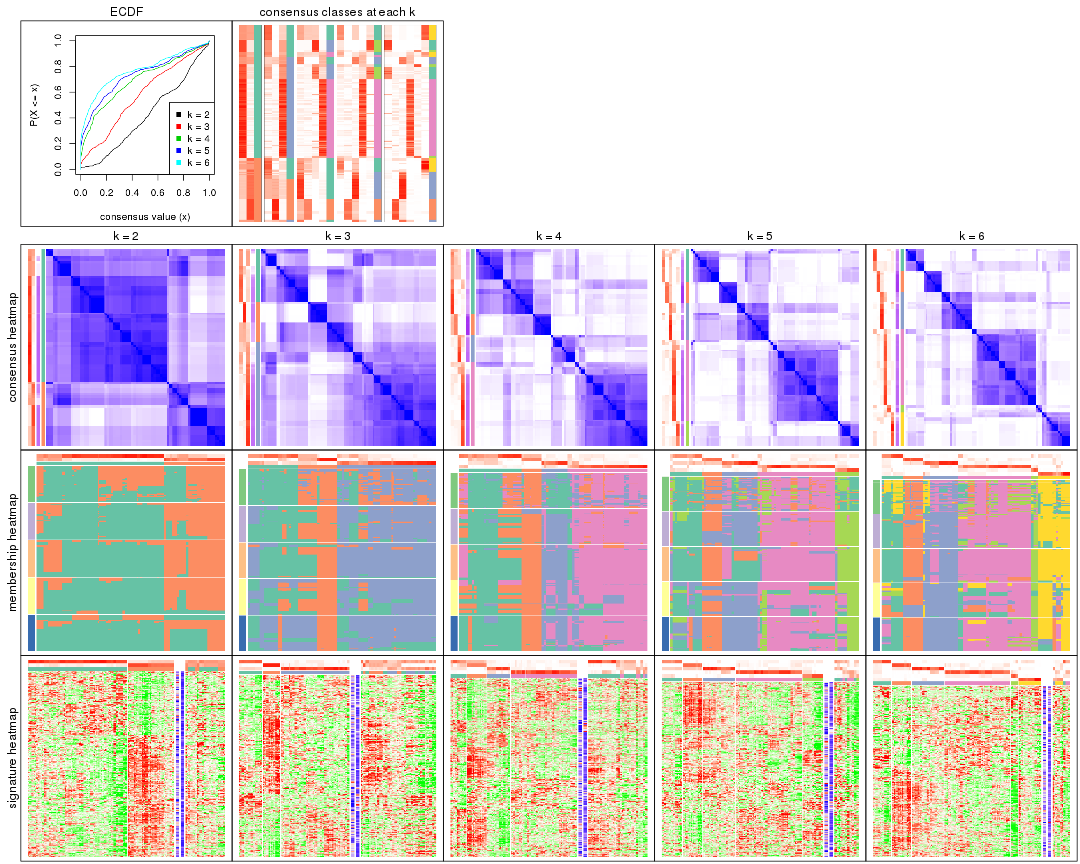 ECDF
consensus classes at each k
P(X <= x)
0.0 0.2 0.4 0.6 0.8 1.0
k = 2
k = 3
k = 4
k = 5
k = 6
0.0 0.2 0.4 0.6 0.8 1.0
consensus value (x)
k = 2 k = 3 k = 4 k = 5 k = 6
consensus heatmap
membership heatmap
signature heatmap